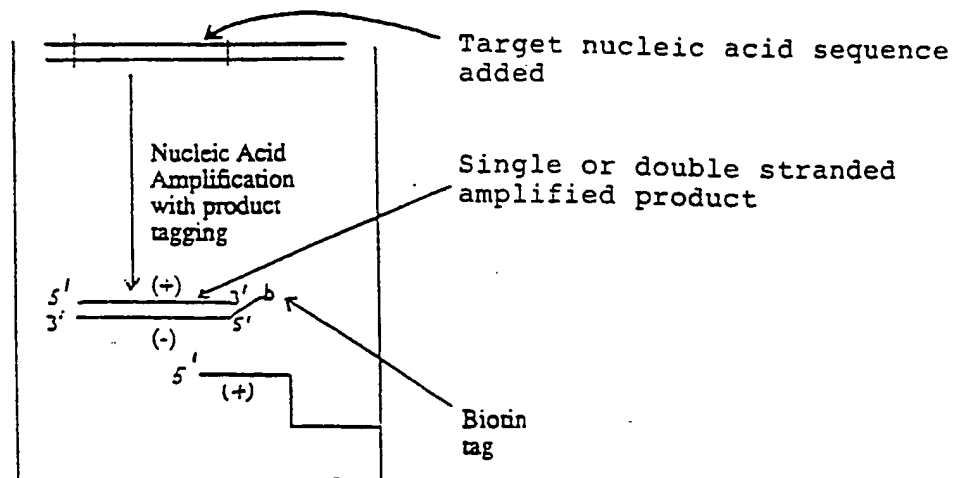 Target nucleic acid sequence
added
Nucleic Acid
Amplification
with product
tagging
Single or double stranded
amplified product
5' (+) 3' b
3' (-) 5'
5' (+)
Biotin
tag